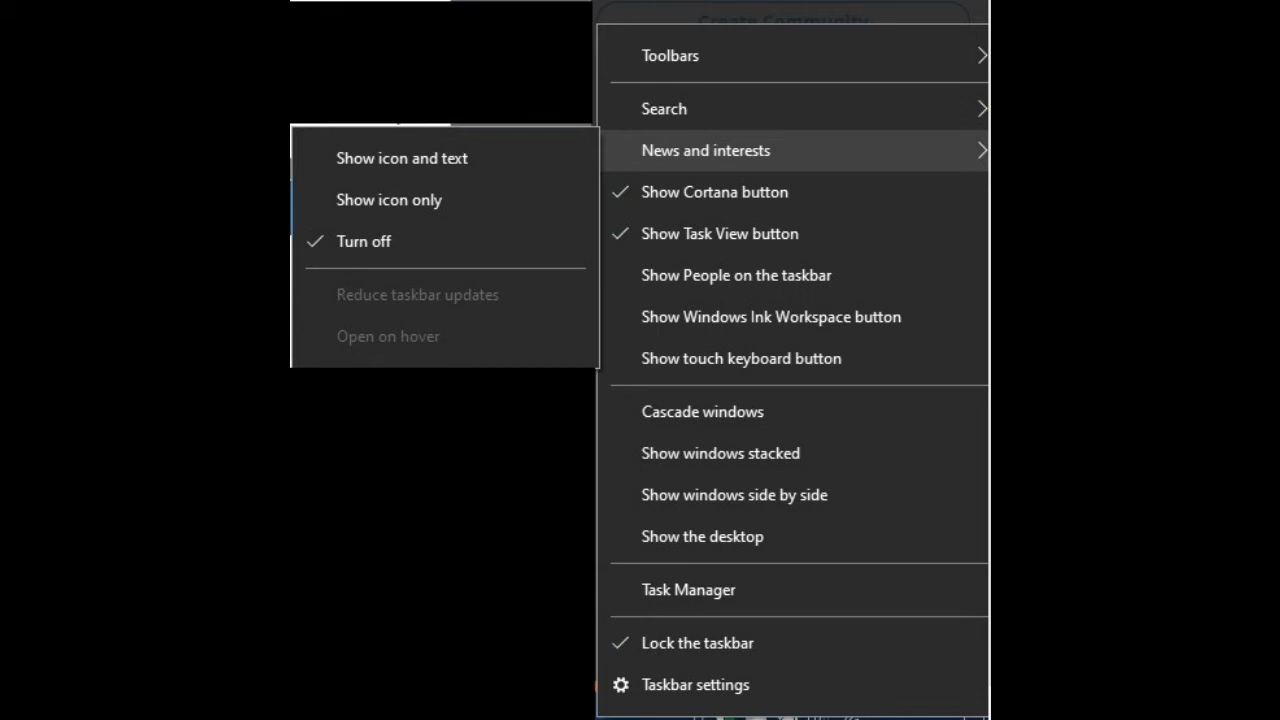 Create Community
Toolbars
Search
News and interests
Show Cortana button
Show Task View button
Show People on the taskbar
Show Windows Ink Workspace button
Show touch keyboard button
Cascade windows
Show windows stacked
Show windows side by side
Show the desktop
Task Manager
Lock the taskbar
Taskbar settings
Show icon and text
Show icon only
Turn off
Reduce taskbar updates
Open on hover